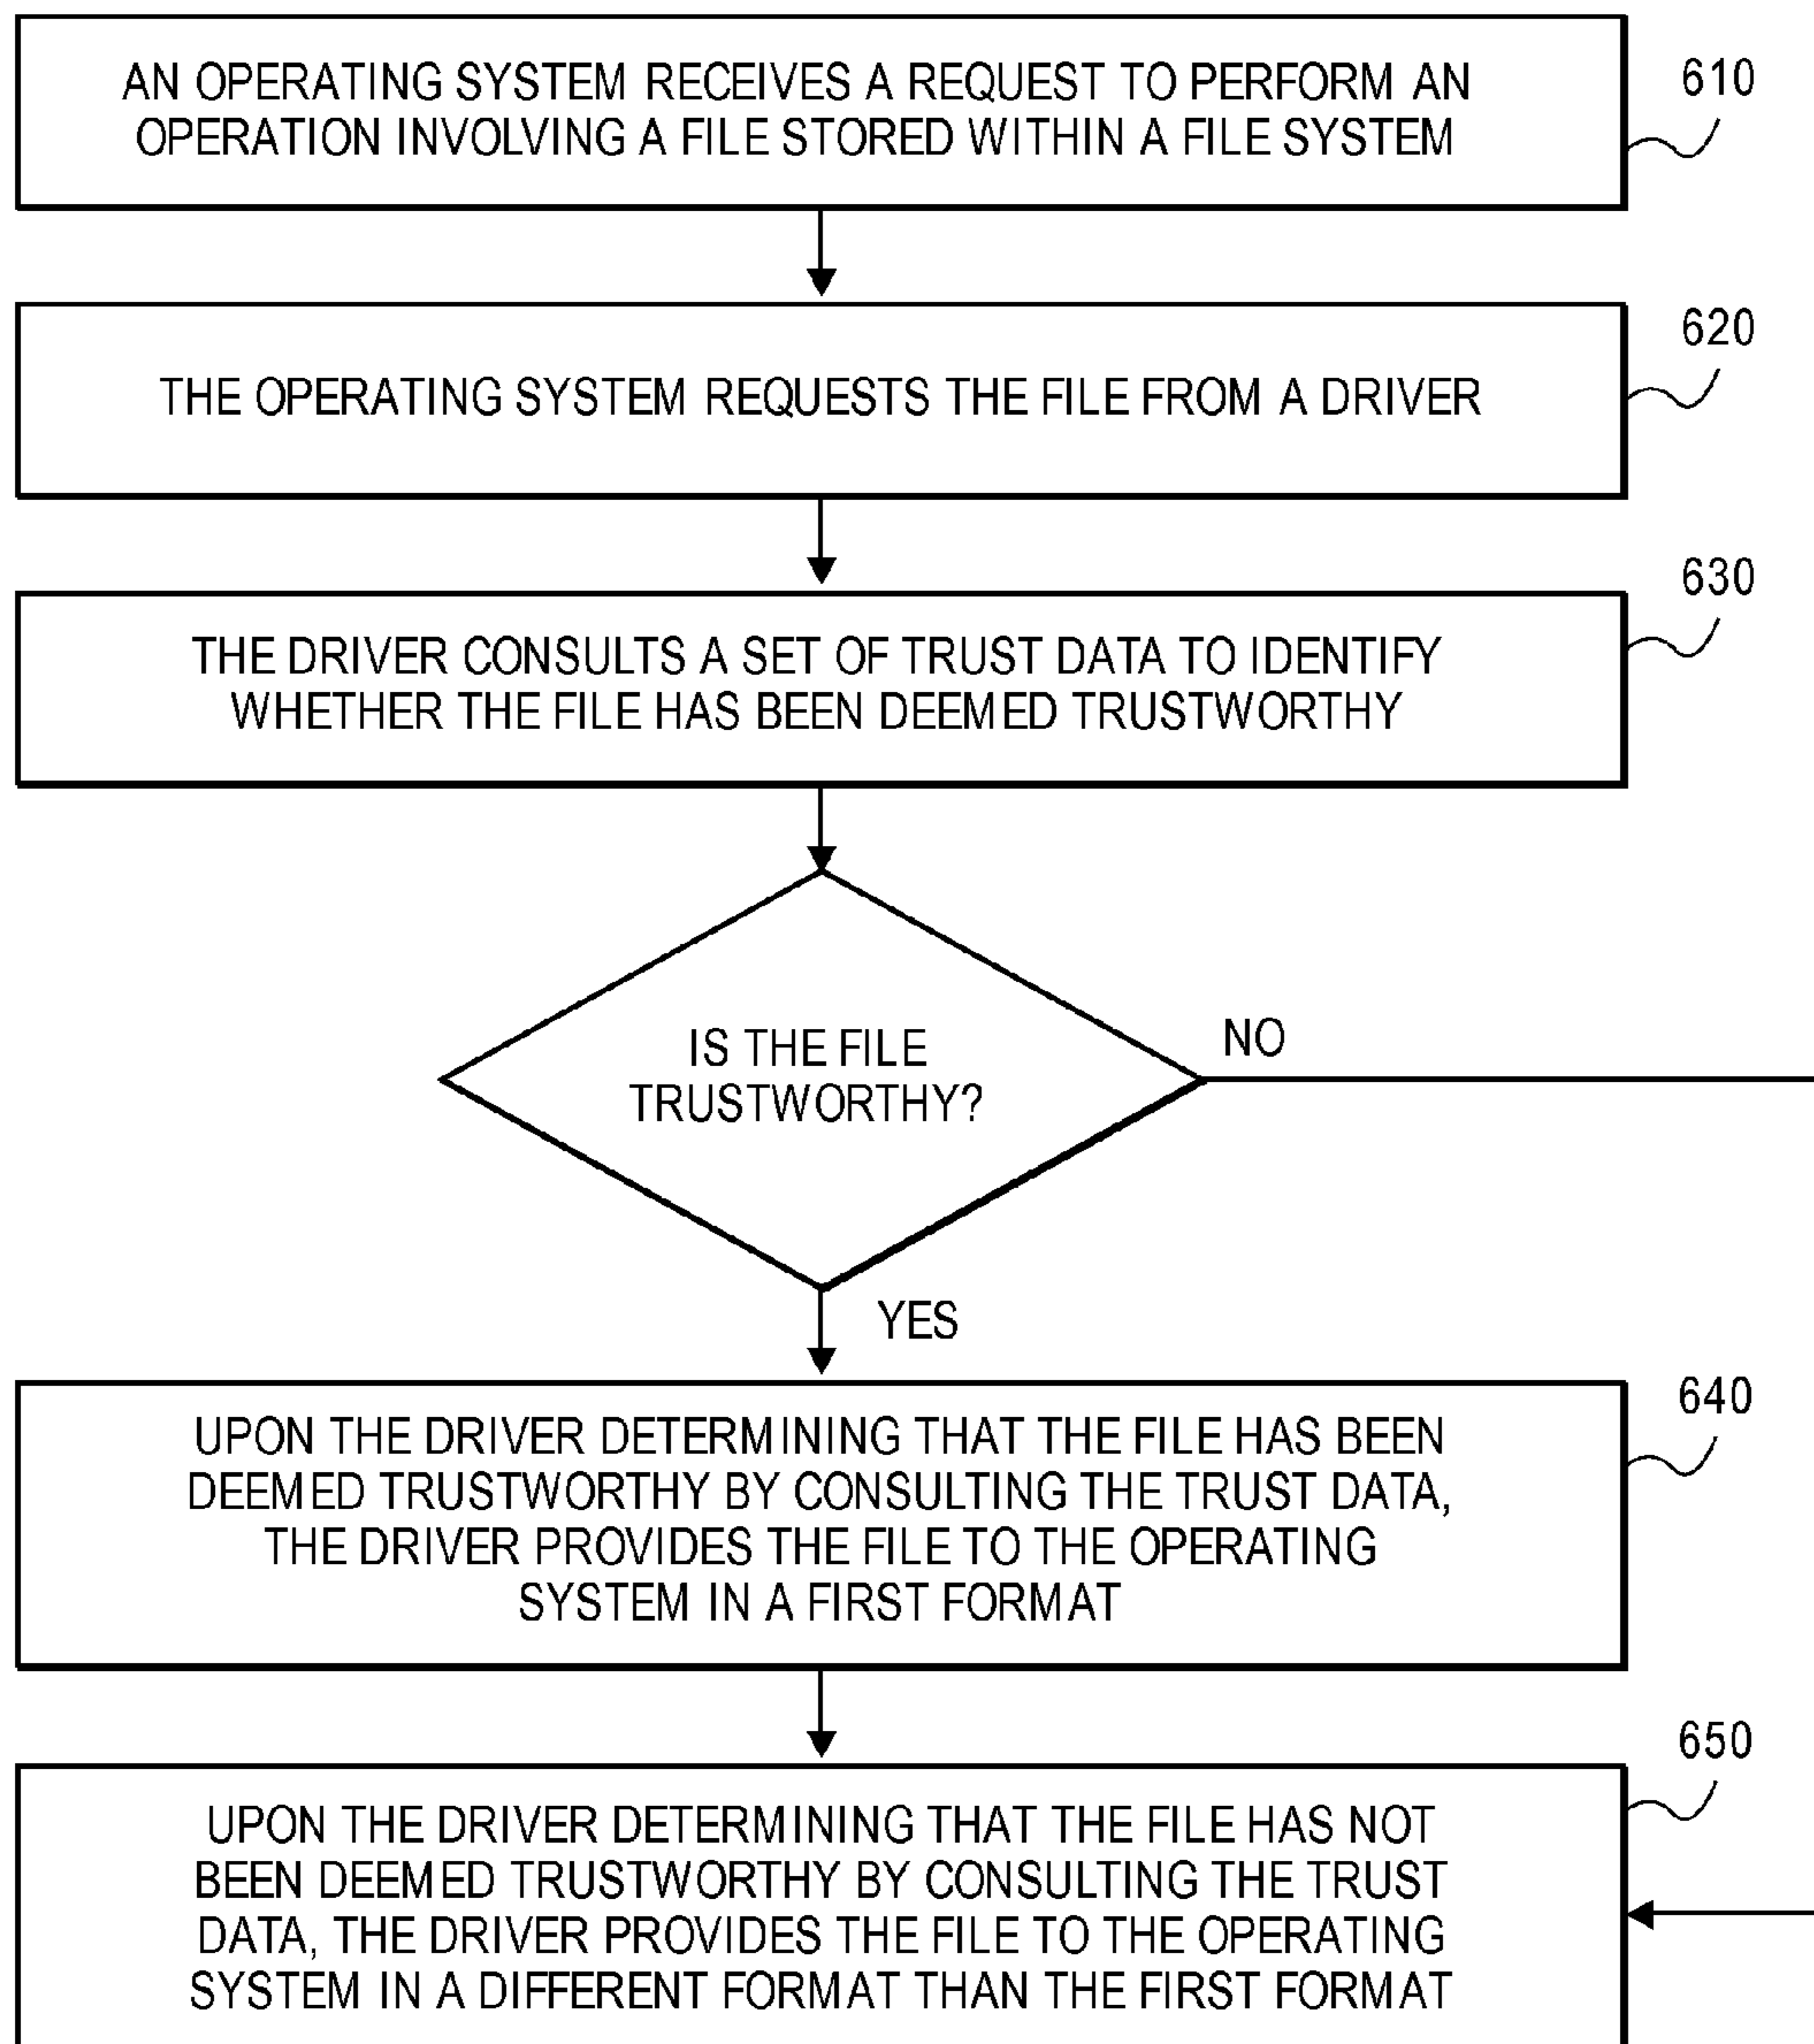 AN OPERATING SYSTEM RECEIVES A REQUEST TO PERFORM AN
OPERATION INVOLVING A FILE STORED WITHIN A FILE SYSTEM
610
THE OPERATING SYSTEM REQUESTS THE FILE FROM A DRIVER
620
THE DRIVER CONSULTS A SET OF TRUST DATA TO IDENTIFY
WHETHER THE FILE HAS BEEN DEEMED TRUSTWORTHY
630
IS THE FILE
TRUSTWORTHY?
NO
YES
UPON THE DRIVER DETERMINING THAT THE FILE HAS BEEN
DEEMED TRUSTWORTHY BY CONSULTING THE TRUST DATA,
THE DRIVER PROVIDES THE FILE TO THE OPERATING
SYSTEM IN A FIRST FORMAT
640
UPON THE DRIVER DETERMINING THAT THE FILE HAS NOT
BEEN DEEMED TRUSTWORTHY BY CONSULTING THE TRUST
DATA, THE DRIVER PROVIDES THE FILE TO THE OPERATING
SYSTEM IN A DIFFERENT FORMAT THAN THE FIRST FORMAT
650